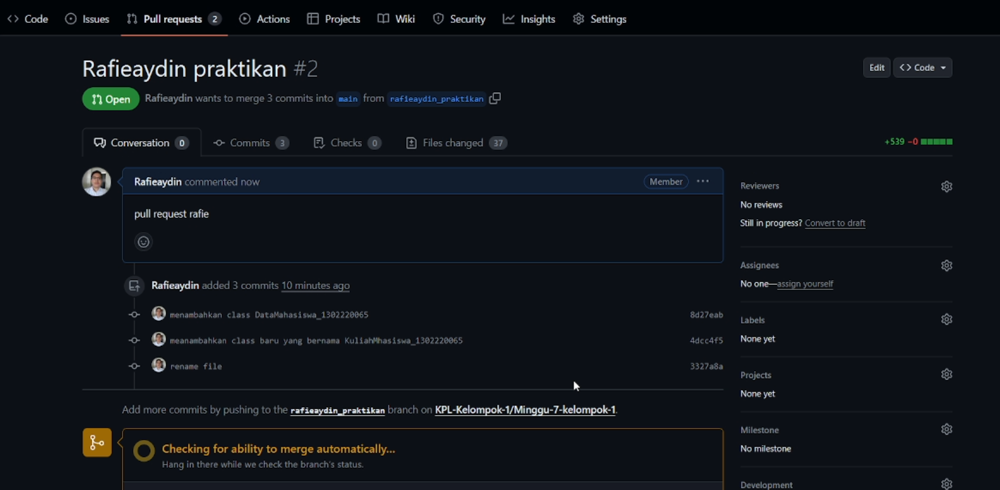 Code Issues Pull requests 2 Actions Projects Wiki Security Insights Settings
Rafieaydin praktikan #2
Edit Code
Open Rafieaydin wants to merge 3 commits into main from rafieaydin_praktikan
Conversation 0 Commits 3 Checks 0 Files changed 37
+539 −0
Rafieaydin commented now Member ...
pull request rafie
Rafieaydin added 3 commits 10 minutes ago
menambahkan class DataMahasiswa_1302220065 8d27eab
meanambahkan class baru yang bernama KuliahMhasiswa_1302220065 4dcc4f5
rename file 3327a8a
Add more commits by pushing to the rafieaydin_praktikan branch on KPL-Kelompok-1/Minggu-7-kelompok-1.
Checking for ability to merge automatically...
Hang in there while we check the branch's status.
Reviewers
No reviews
Still in progress? Convert to draft
Assignees
No one—assign yourself
Labels
None yet
Projects
None yet
Milestone
No milestone
Development